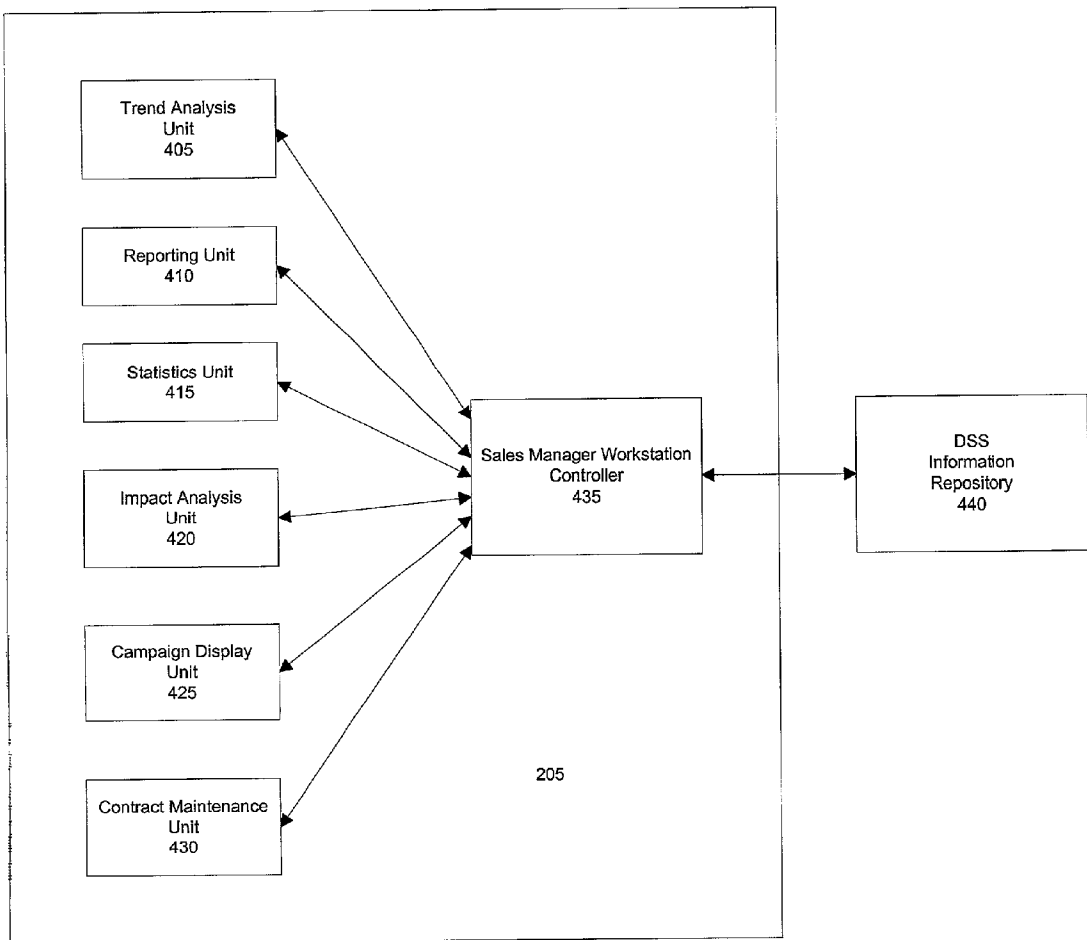 Trend Analysis
Unit
405
Reporting Unit
410
Statistics Unit
415
Impact Analysis
Unit
420
Campaign Display
Unit
425
Contract Maintenance
Unit
430
Sales Manager Workstation
Controller
435
DSS
Information
Repository
440
205